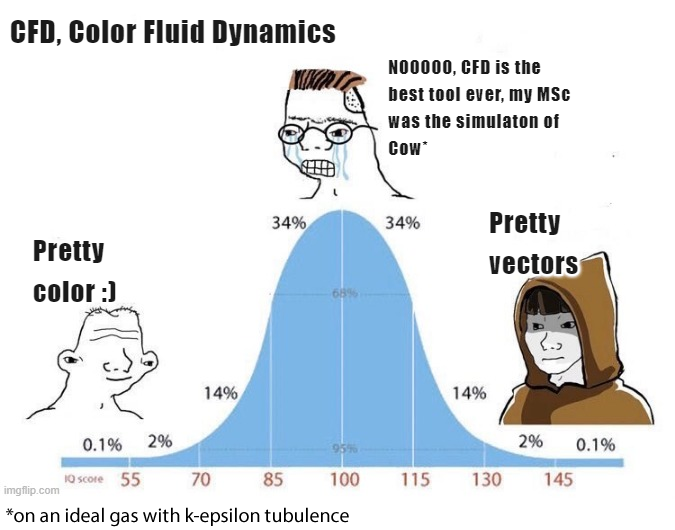 CFD, Color Fluid Dynamics
NOOOOO, CFD is the
best tool ever, my MSc
was the simulaton of
Cow*
34% 34%
Pretty
vectors
Pretty
color :)
68%
14% 14%
0.1% 2% 95% 2% 0.1%
IQ score 55 70 85 100 115 130 145
imgflip.com
*on an ideal gas with k-epsilon tubulence